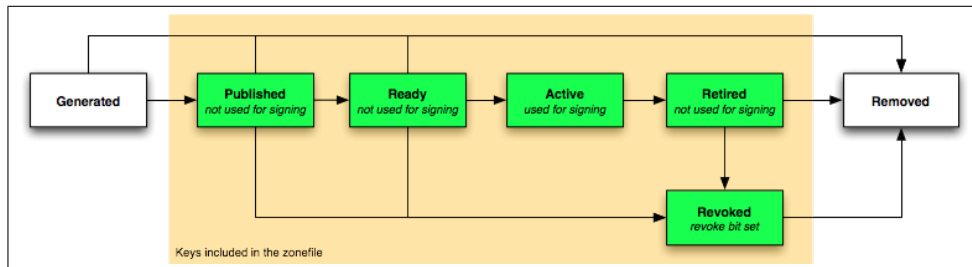 Generated
Published
not used for signing
Ready
not used for signing
Active
used for signing
Retired
not used for signing
Removed
Revoked
revoke bit set
Keys included in the zonefile